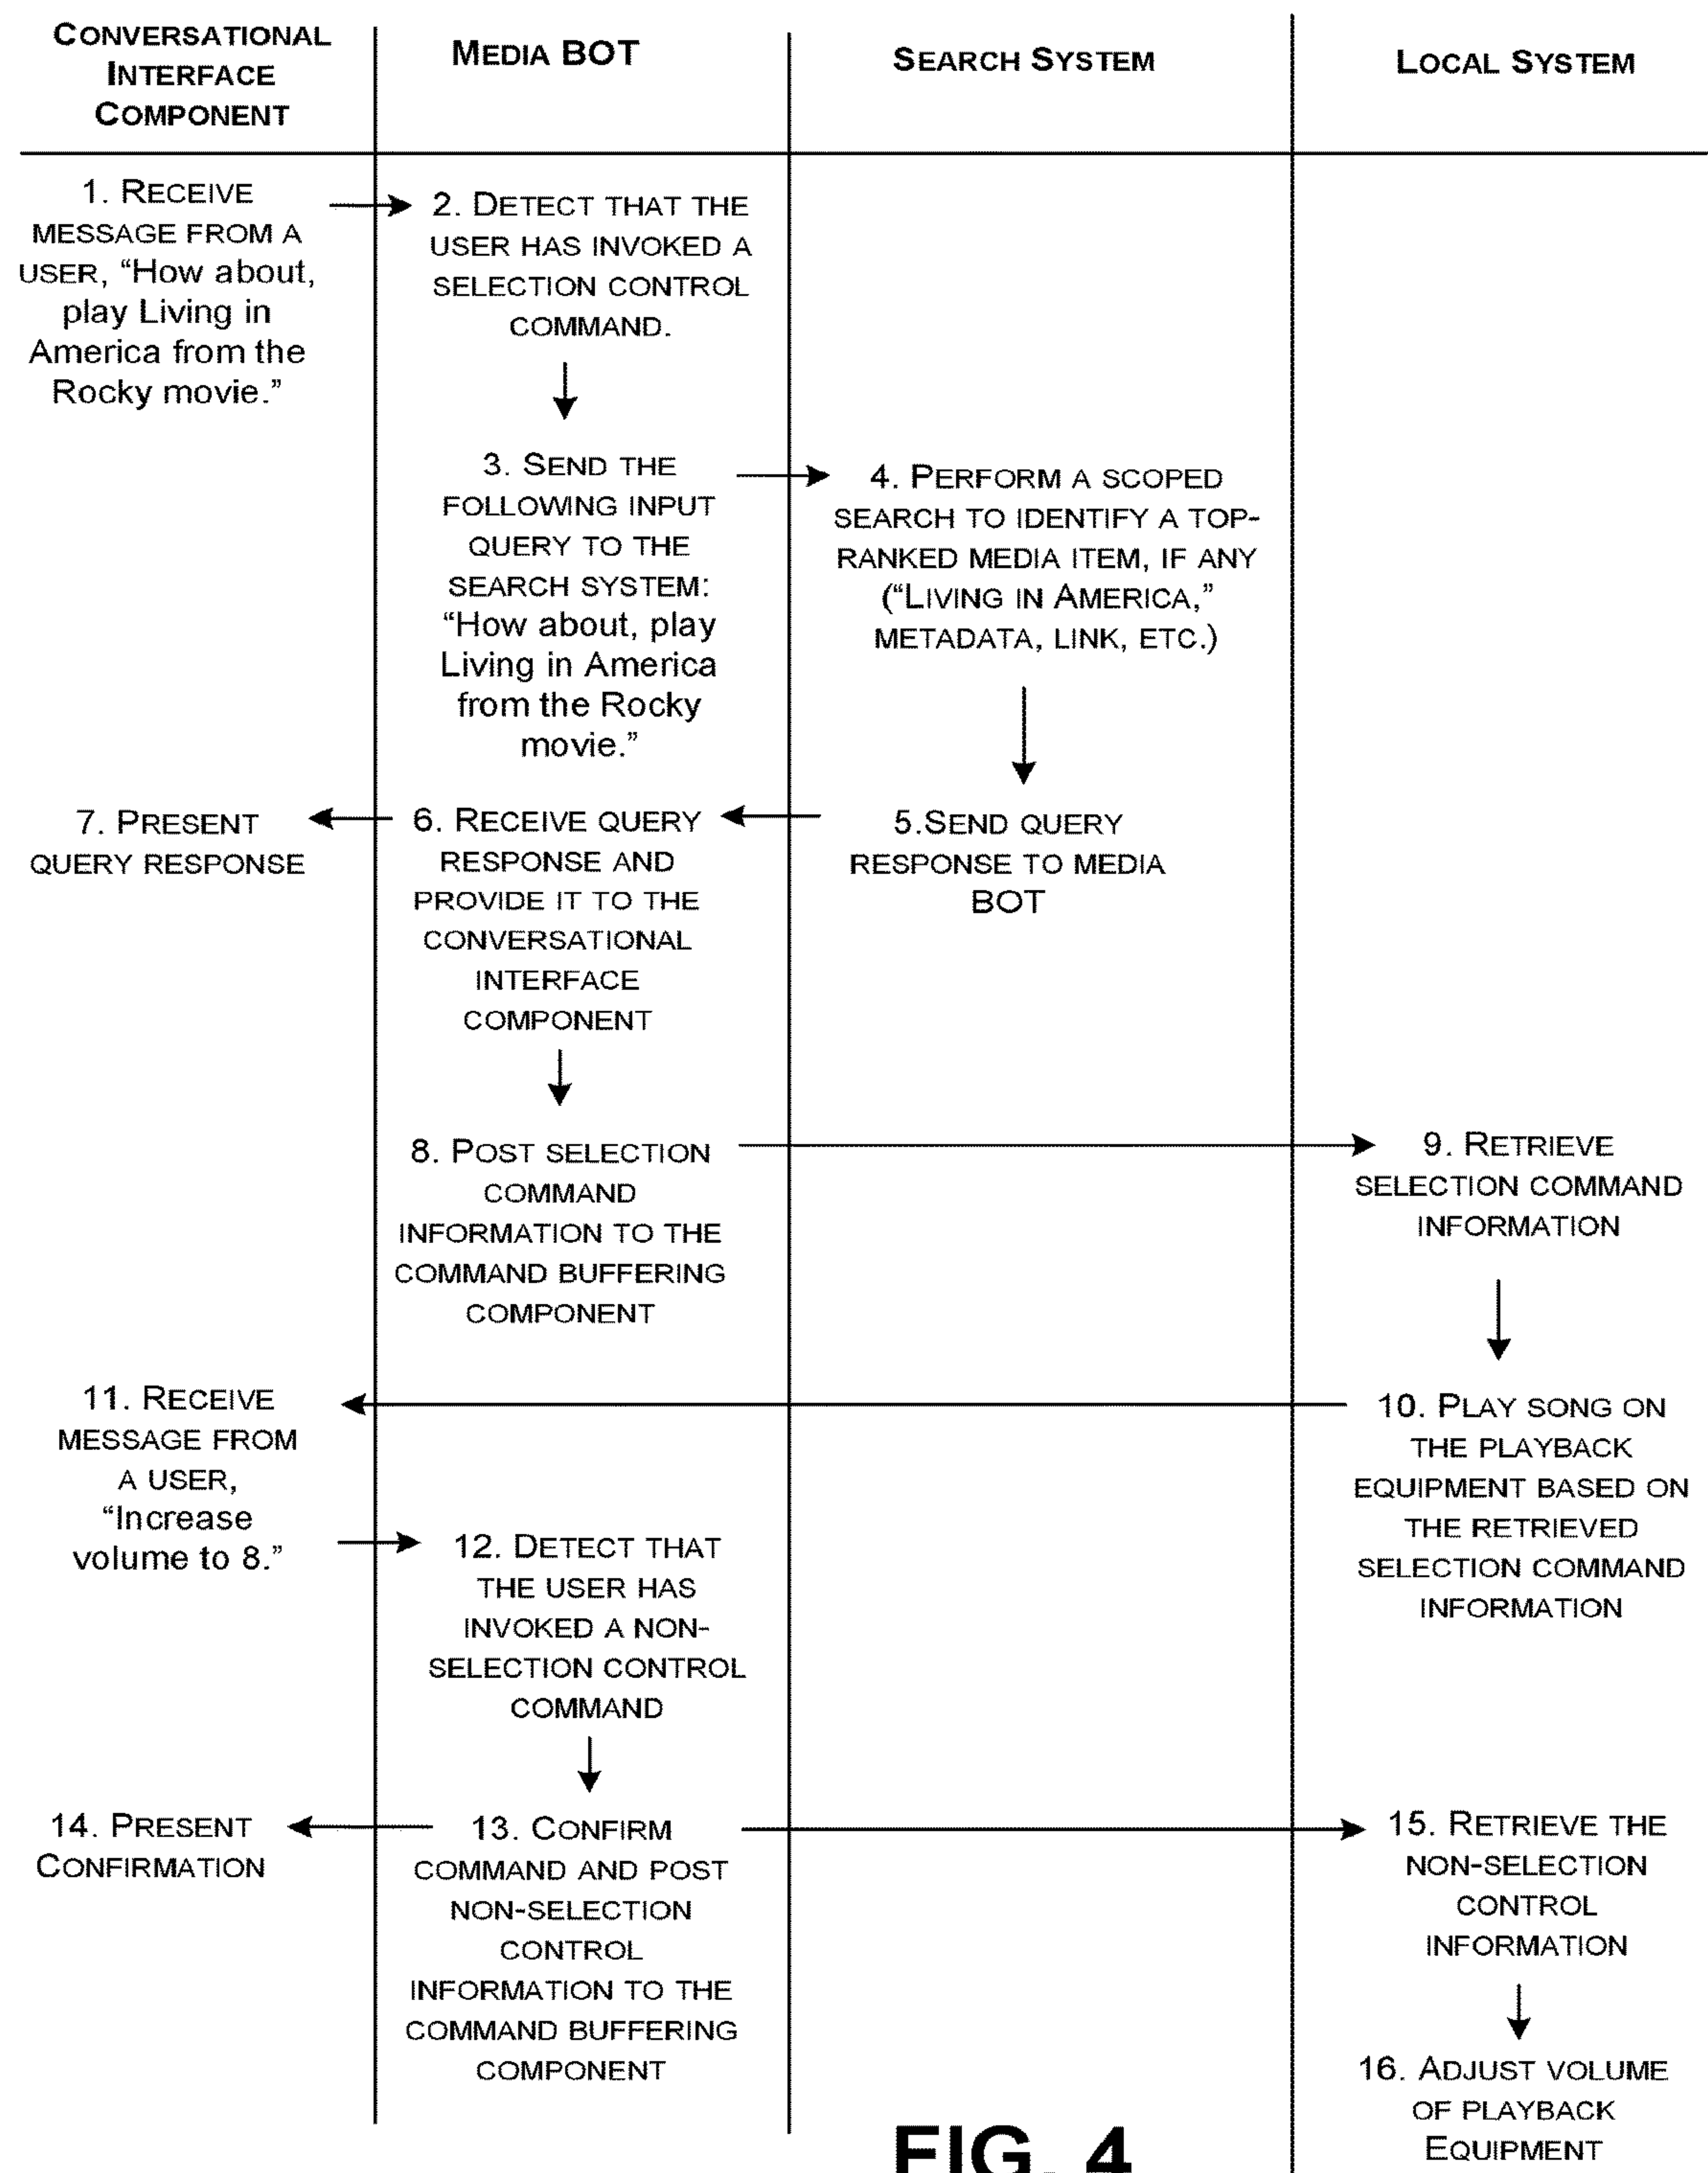 CONVERSATIONAL
INTERFACE
COMPONENT
MEDIA BOT
SEARCH SYSTEM
LOCAL SYSTEM
1. RECEIVE
MESSAGE FROM A
USER, “How about,
play Living in
America from the
Rocky movie.”
2. DETECT THAT THE
USER HAS INVOKED A
SELECTION CONTROL
COMMAND.
3. SEND THE
FOLLOWING INPUT
QUERY TO THE
SEARCH SYSTEM:
“How about, play
Living in America
from the Rocky
movie.”
4. PERFORM A SCOPED
SEARCH TO IDENTIFY A TOP-
RANKED MEDIA ITEM, IF ANY
(“LIVING IN AMERICA,”
METADATA, LINK, ETC.)
5.SEND QUERY
RESPONSE TO MEDIA
BOT
6. RECEIVE QUERY
RESPONSE AND
PROVIDE IT TO THE
CONVERSATIONAL
INTERFACE
COMPONENT
7. PRESENT
QUERY RESPONSE
8. POST SELECTION
COMMAND
INFORMATION TO THE
COMMAND BUFFERING
COMPONENT
9. RETRIEVE
SELECTION COMMAND
INFORMATION
10. PLAY SONG ON
THE PLAYBACK
EQUIPMENT BASED ON
THE RETRIEVED
SELECTION COMMAND
INFORMATION
11. RECEIVE
MESSAGE FROM
A USER,
“Increase
volume to 8.”
12. DETECT THAT
THE USER HAS
INVOKED A NON-
SELECTION CONTROL
COMMAND
13. CONFIRM
COMMAND AND POST
NON-SELECTION
CONTROL
INFORMATION TO THE
COMMAND BUFFERING
COMPONENT
14. PRESENT
CONFIRMATION
15. RETRIEVE THE
NON-SELECTION
CONTROL
INFORMATION
16. ADJUST VOLUME
OF PLAYBACK
EQUIPMENT
FIG. 4